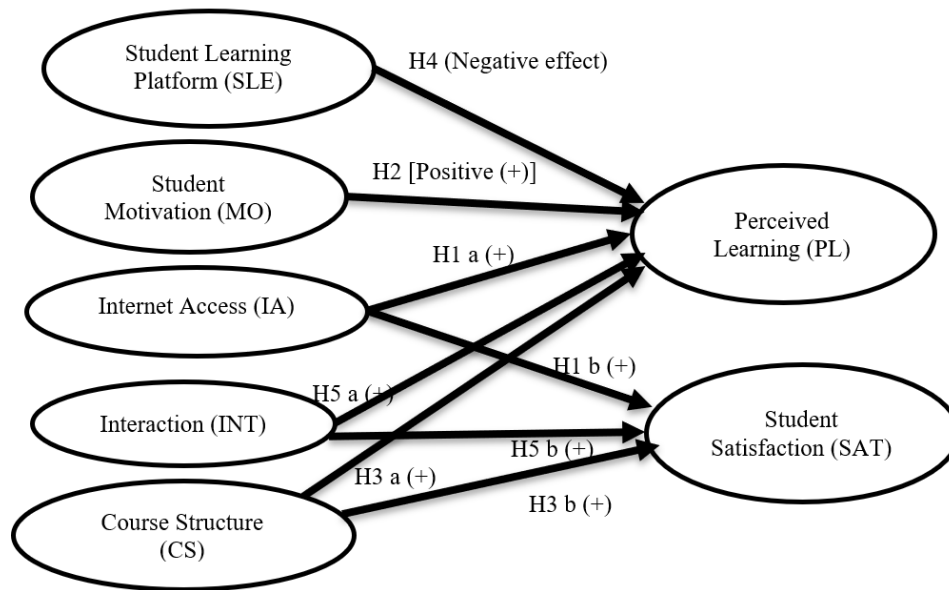 Student Learning
Platform (SLE)
H4 (Negative effect)
Student
Motivation (MO)
H2 [Positive (+)]
Perceived
Learning (PL)
H1 a (+)
Internet Access (IA)
H1 b (+)
H5 a (+)
Interaction (INT)
Student
Satisfaction (SAT)
H5 b (+)
H3 a (+)
H3 b (+)
Course Structure
(CS)